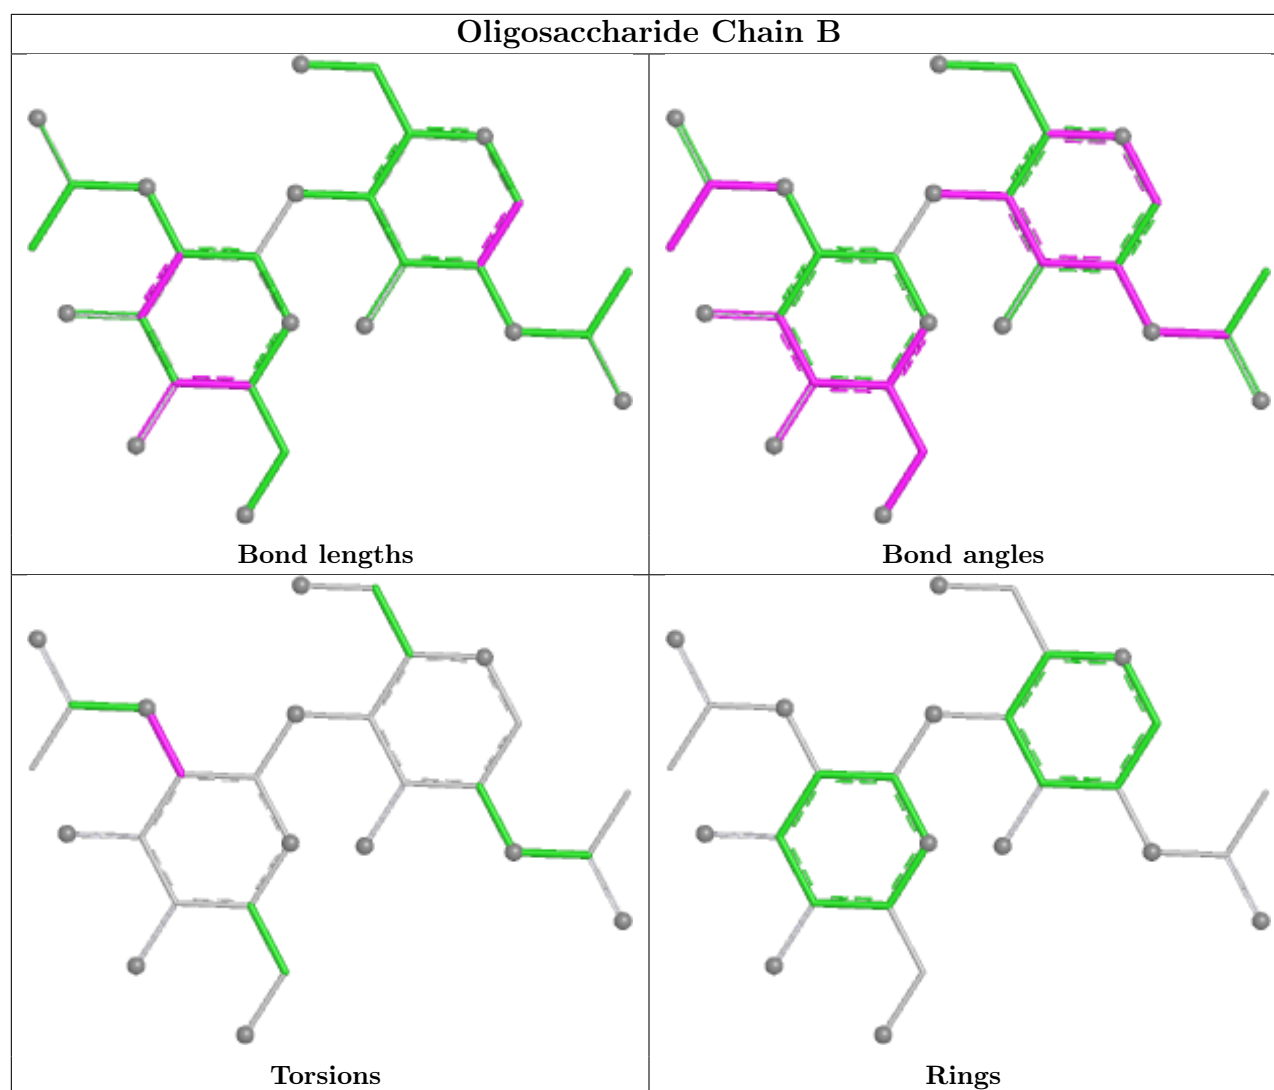 Oligosaccharide Chain B
Bond lengths
Bond angles
Torsions
Rings